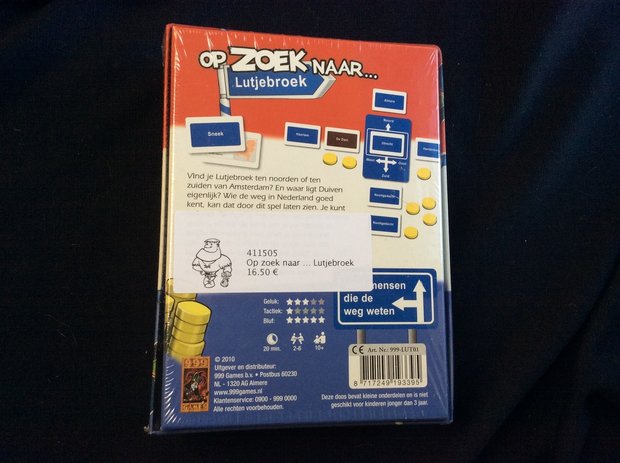 OP ZOEK NAAR...
Lutjebroek
Almere
Noord
Sneek
De Dam
Utrecht
West
Oost
Zuid
Vind je Lutjebroek ten noorden of ten
zuiden van Amsterdam? En waar ligt Duiven
eigenlijk? Wie de weg in Nederland goed
kent, kan dat door dit spel laten zien. Je kunt
411505
Op zoek naar ... Lutjebroek
16.50 €
mensen
die de
weg weten
Geluk:
Tactiek:
Bluf:
20 min.
2-6
10+
CE Art. Nr.: 999-LUT01
8 717249 193395
© 2010
Uitgever en distributeur:
999 Games b.v. • Postbus 60230
NL - 1320 AG Almere
www.999games.nl
Klantenservice: 0900 - 999 0000
Alle rechten voorbehouden.
999
GAMES
Deze doos bevat kleine onderdelen en is niet
geschikt voor kinderen jonger dan 3 jaar.